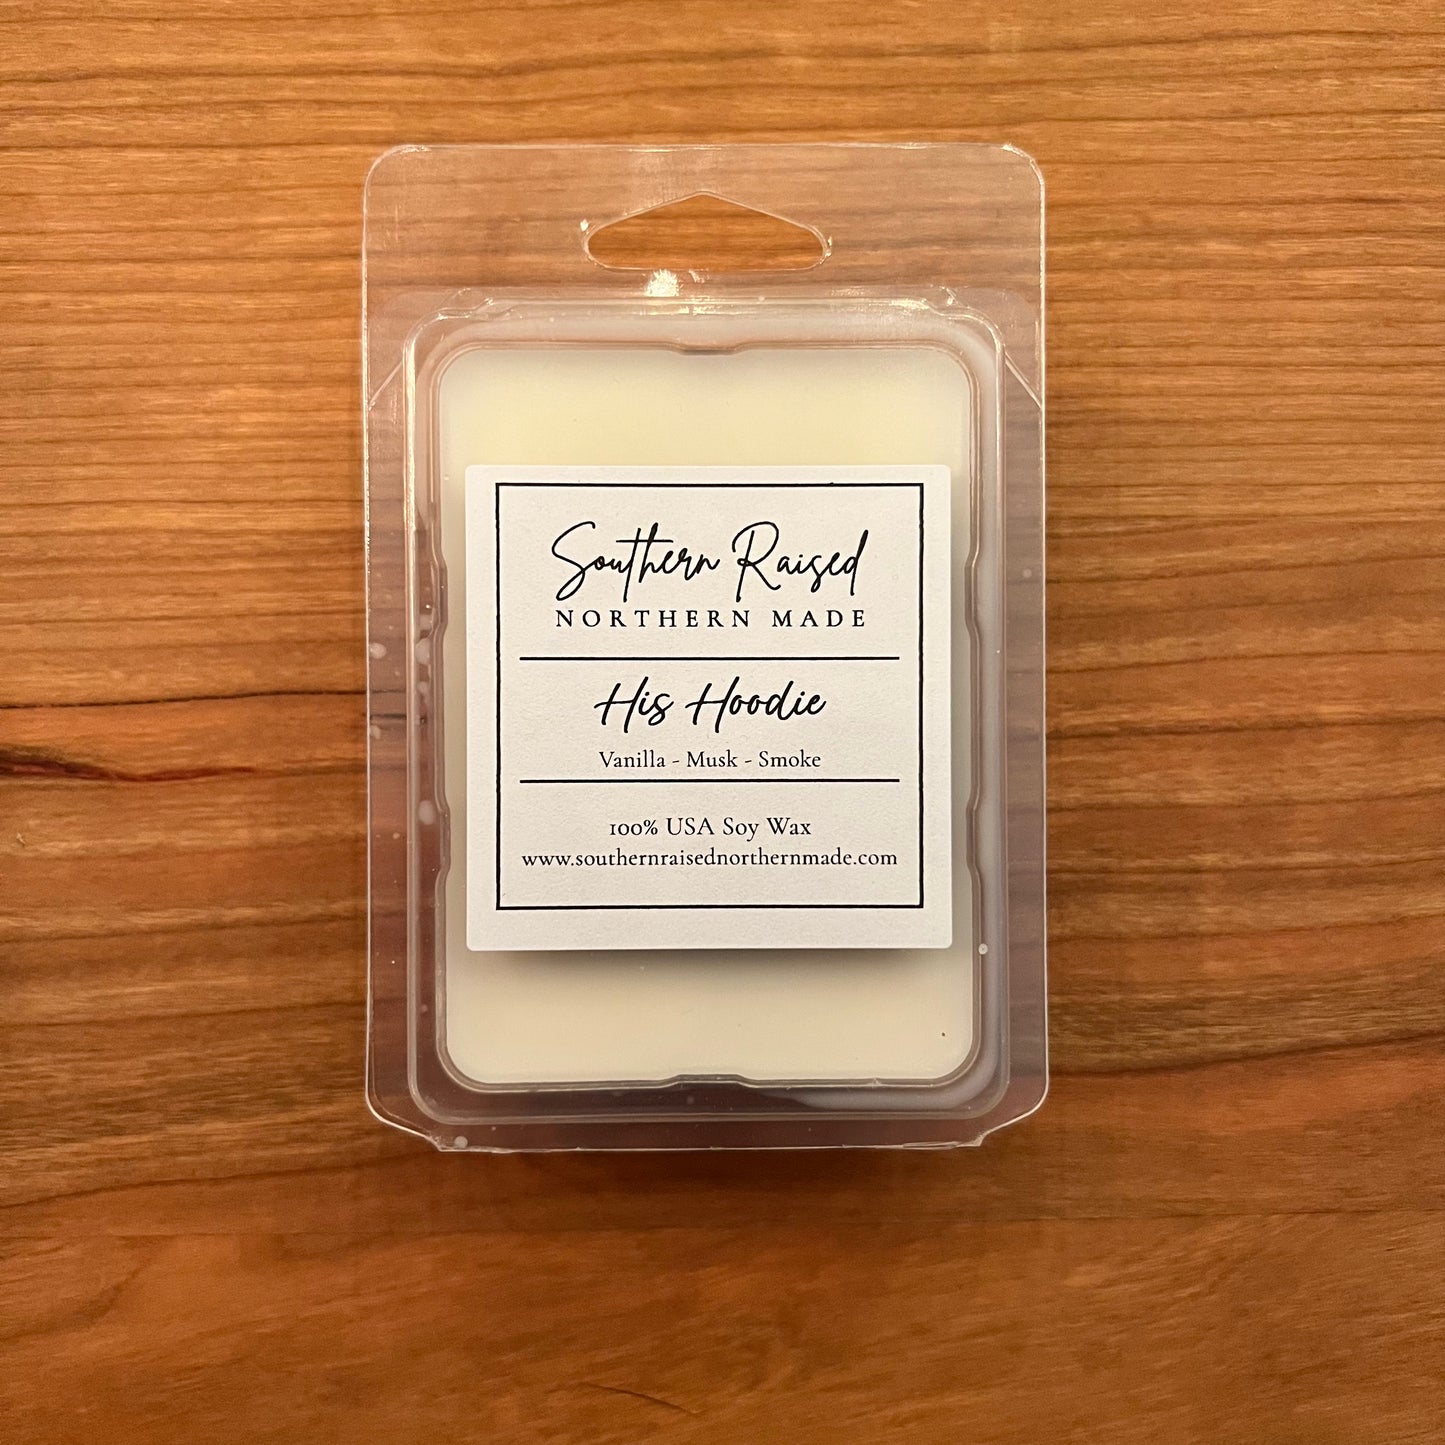 Southern Raised
NORTHERN MADE
His Hoodie
Vanilla - Musk - Smoke
100% USA Soy Wax
www.southernraisednorthernmade.com